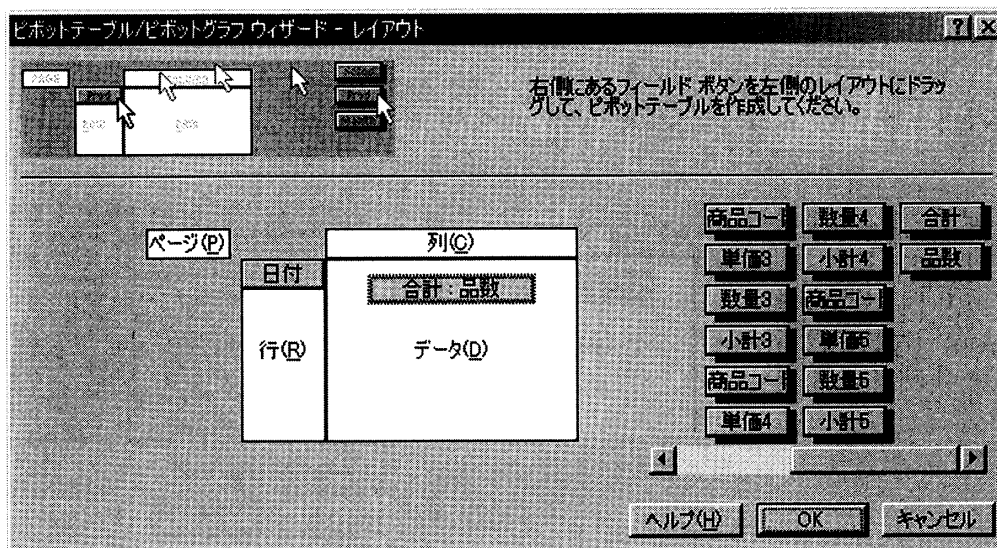 ピボットテーブル/ピボットグラフ ウィザード - レイアウト
PAGE
右側にあるフィールド ボタンを左側のレイアウトにドラッ
グして、ピボットテーブルを作成してください。
ページ(P)
列(C)
日付
合計 : 品数
行(R)
データ(D)
商品コード 数量4 合計
単価3 小計4 品数
数量3 商品コード
小計3 単価5
商品コード 数量5
単価4 小計5
ヘルプ(H) OK キャンセル